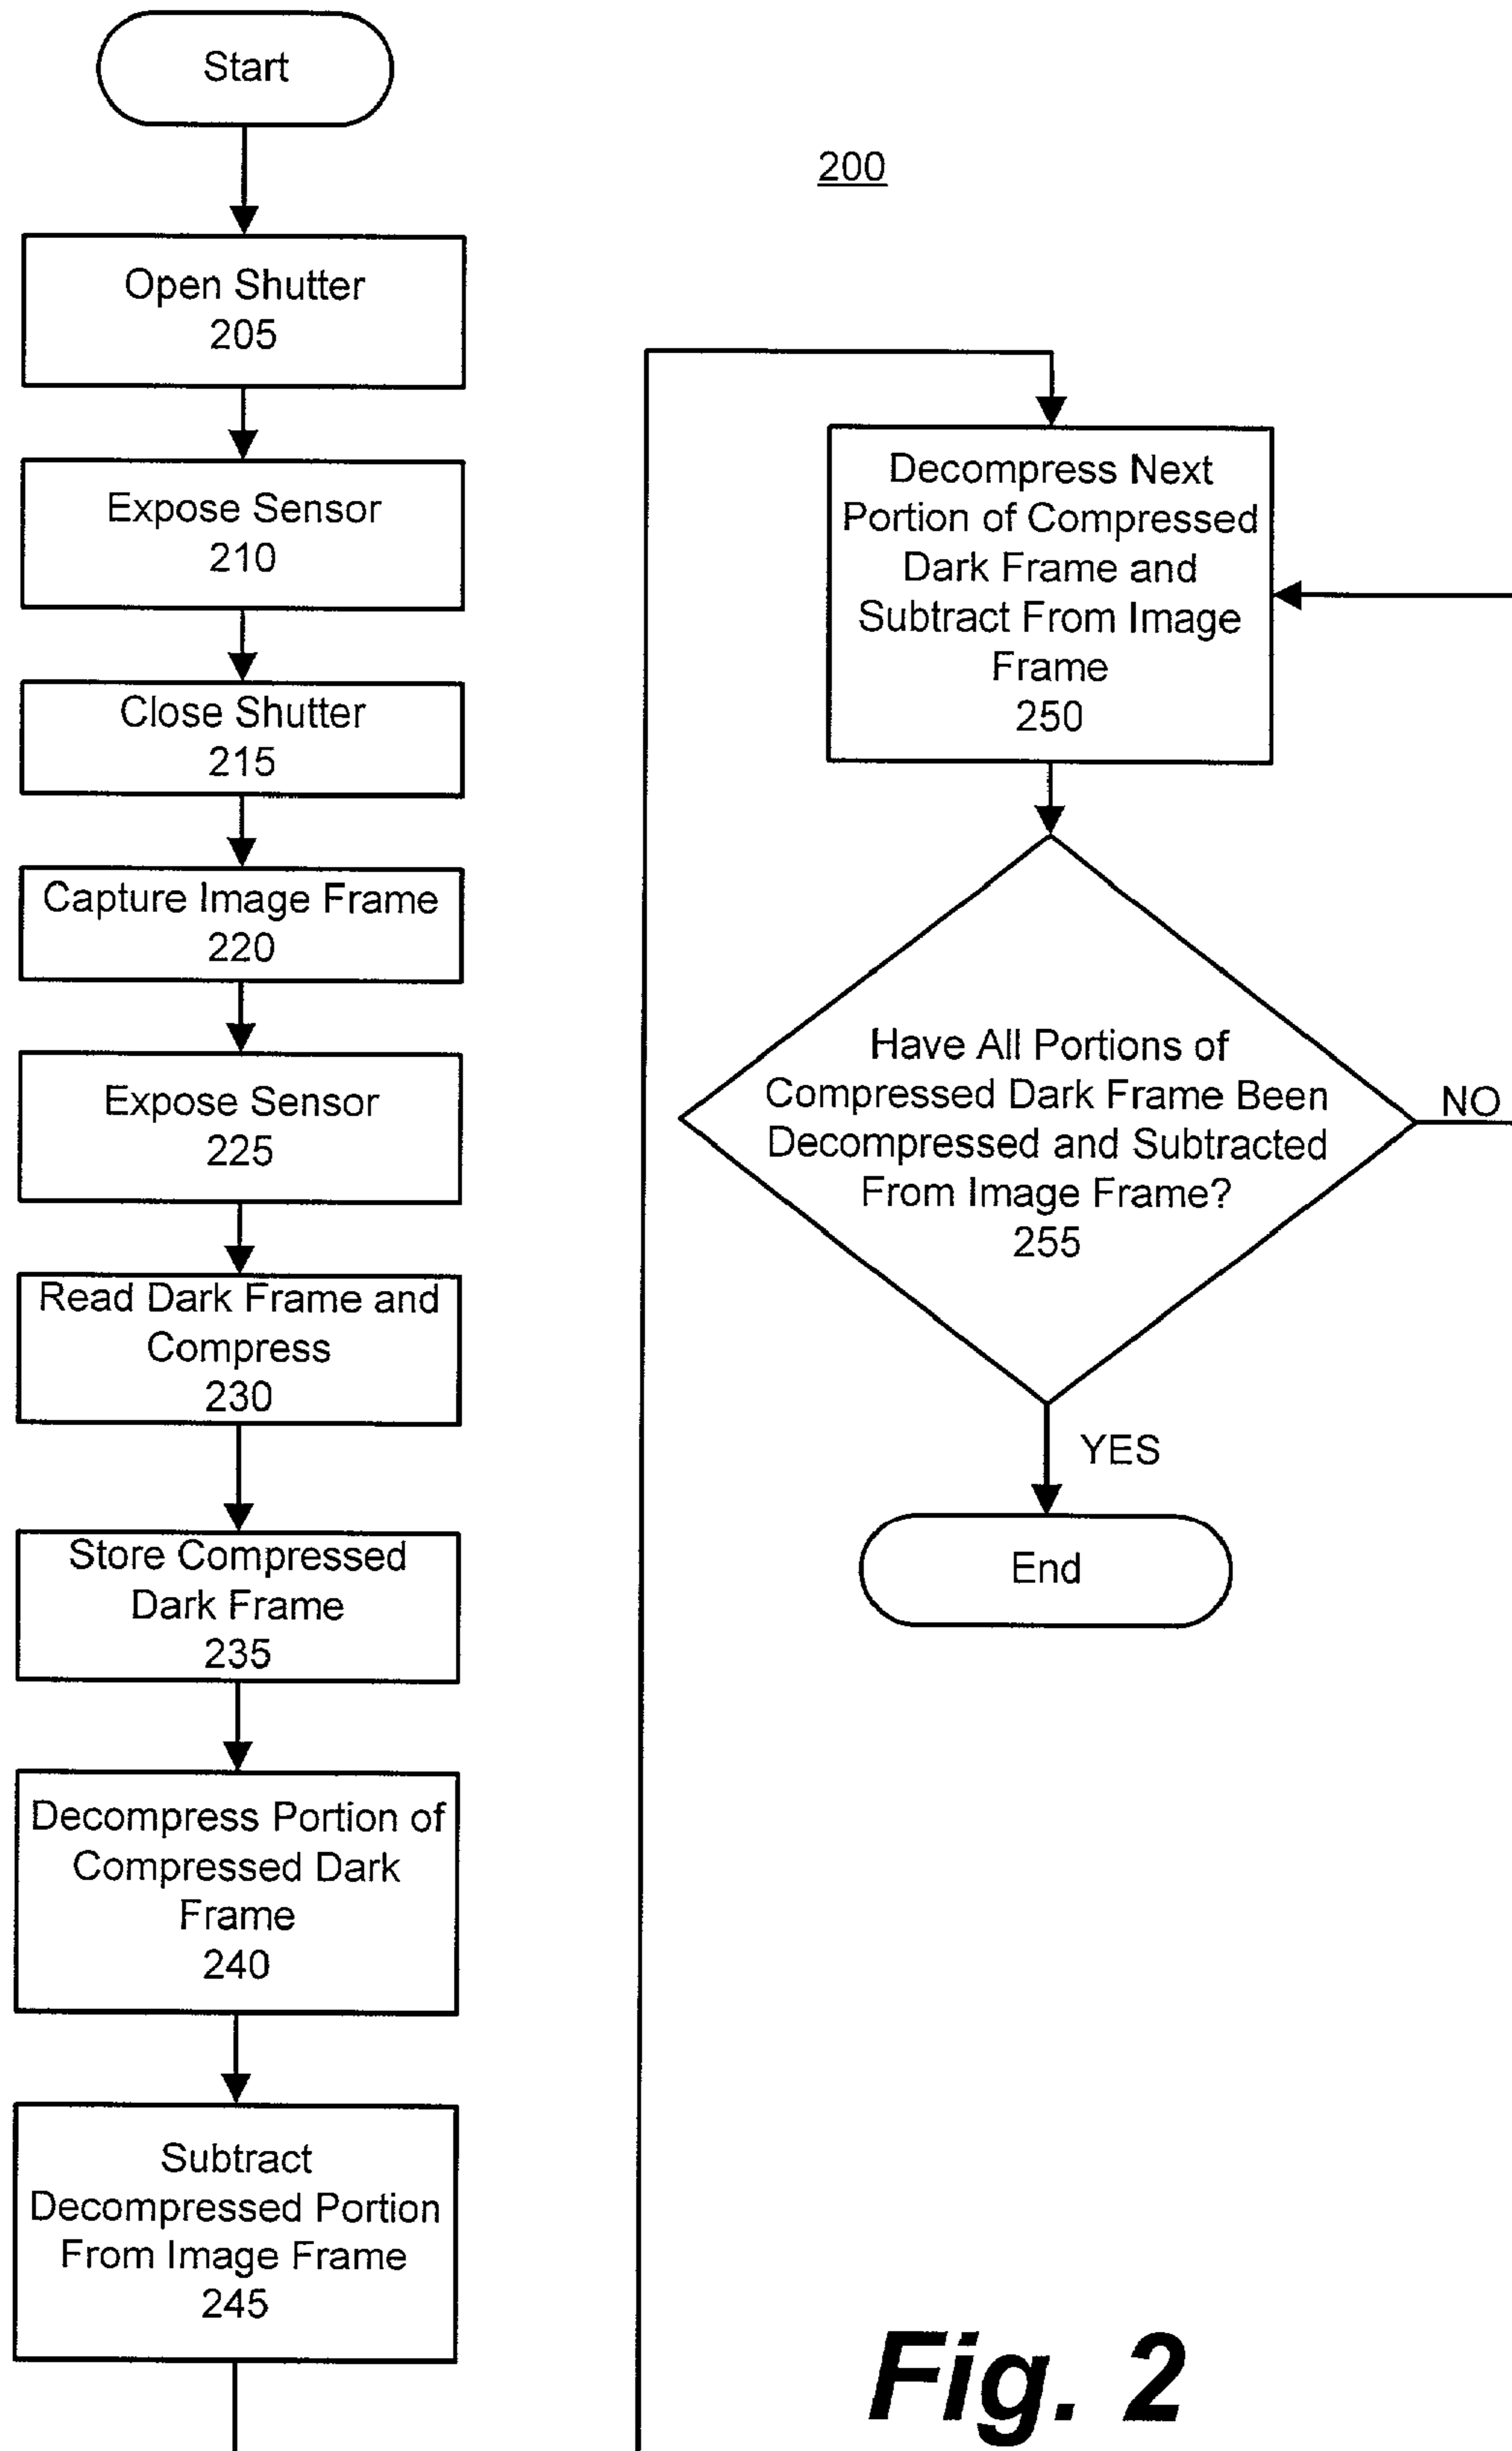 Start
200
Open Shutter
205
Expose Sensor
210
Close Shutter
215
Capture Image Frame
220
Expose Sensor
225
Read Dark Frame and
Compress
230
Store Compressed
Dark Frame
235
Decompress Portion of
Compressed Dark
Frame
240
Subtract
Decompressed Portion
From Image Frame
245
Decompress Next
Portion of Compressed
Dark Frame and
Subtract From Image
Frame
250
Have All Portions of
Compressed Dark Frame Been
Decompressed and Subtracted
From Image Frame?
255
NO
YES
End
Fig. 2